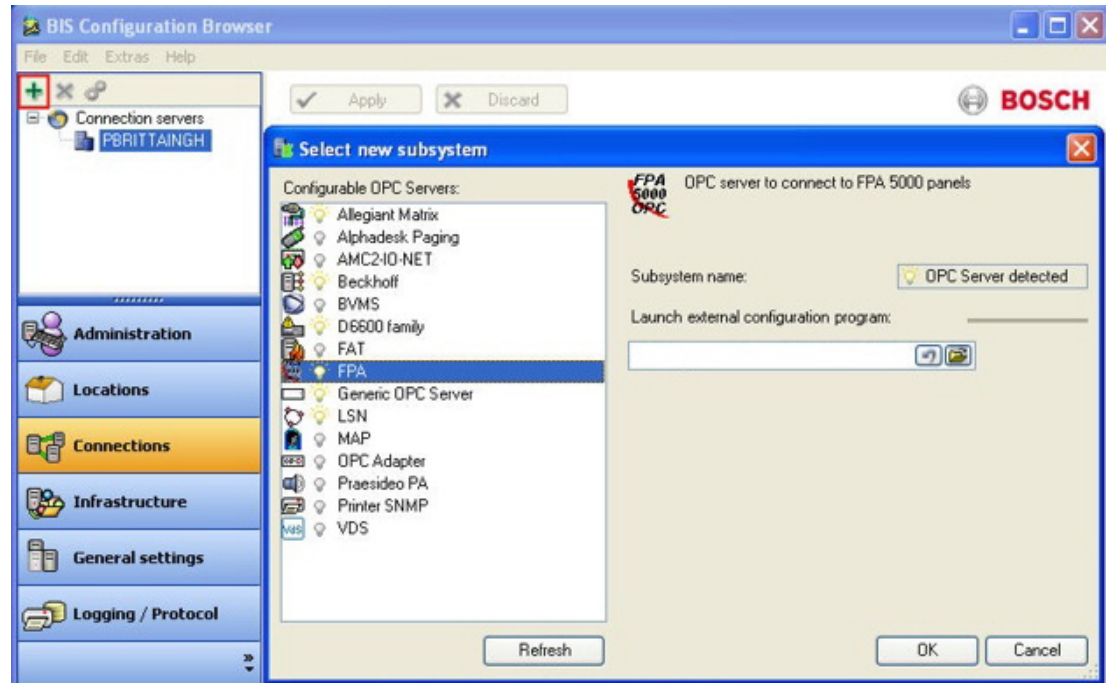 BIS Configuration Browser
File Edit Extras Help
Connection servers
PBRITTAINGH
Apply
Discard
BOSCH
Select new subsystem
Configurable OPC Servers:
Allegiant Matrix
Alphadesk Paging
AMC2-IO-NET
Beckhoff
BVMS
D6600 family
FAT
FPA
Generic OPC Server
LSN
MAP
OPC Adapter
Praesideo PA
Printer SNMP
VDS
Refresh
FPA
5000
OPC
OPC server to connect to FPA 5000 panels
Subsystem name:
OPC Server detected
Launch external configuration program:
OK
Cancel
Administration
Locations
Connections
Infrastructure
General settings
Logging / Protocol